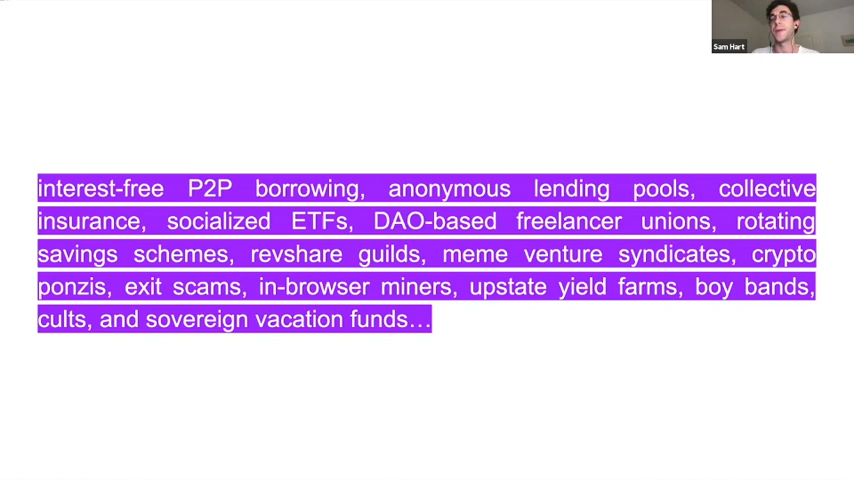 Sam Hart
interest-free P2P borrowing, anonymous lending pools, collective
insurance, socialized ETFs, DAO-based freelancer unions, rotating
savings schemes, revshare guilds, meme venture syndicates, crypto
ponzis, exit scams, in-browser miners, upstate yield farms, boy bands,
cults, and sovereign vacation funds…